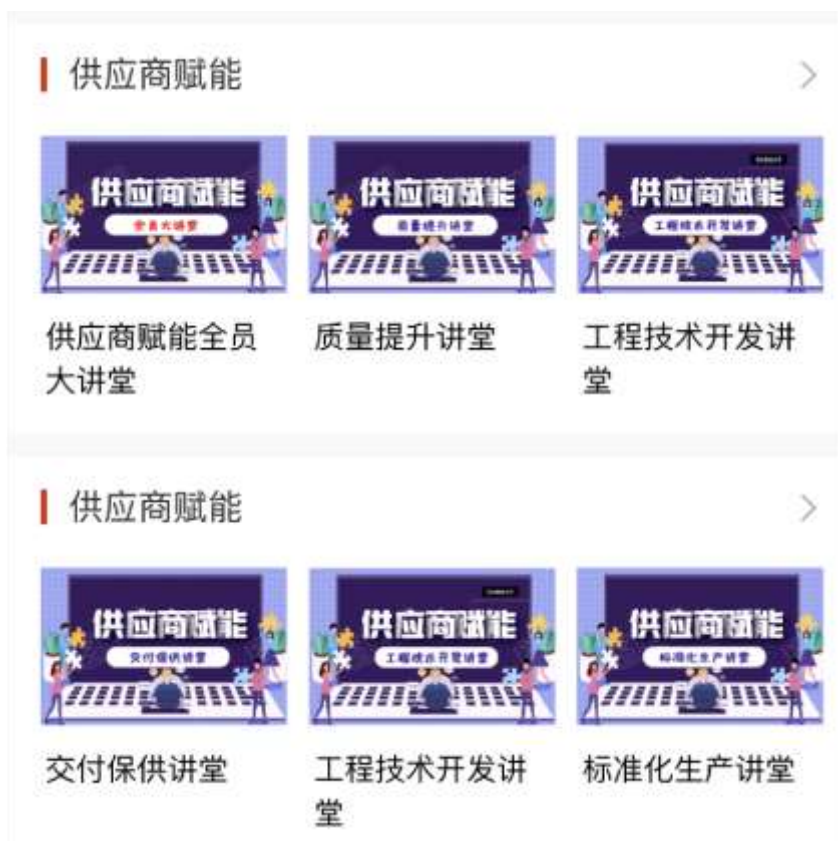 供应商赋能
供应商赋能
全员大讲堂
供应商赋能
质量提升讲堂
供应商赋能
工程技术开发讲堂
供应商赋能全员
大讲堂
质量提升讲堂
工程技术开发讲
堂
供应商赋能
供应商赋能
交付保供讲堂
供应商赋能
工程技术开发讲堂
供应商赋能
标准化生产讲堂
交付保供讲堂
工程技术开发讲
堂
标准化生产讲堂